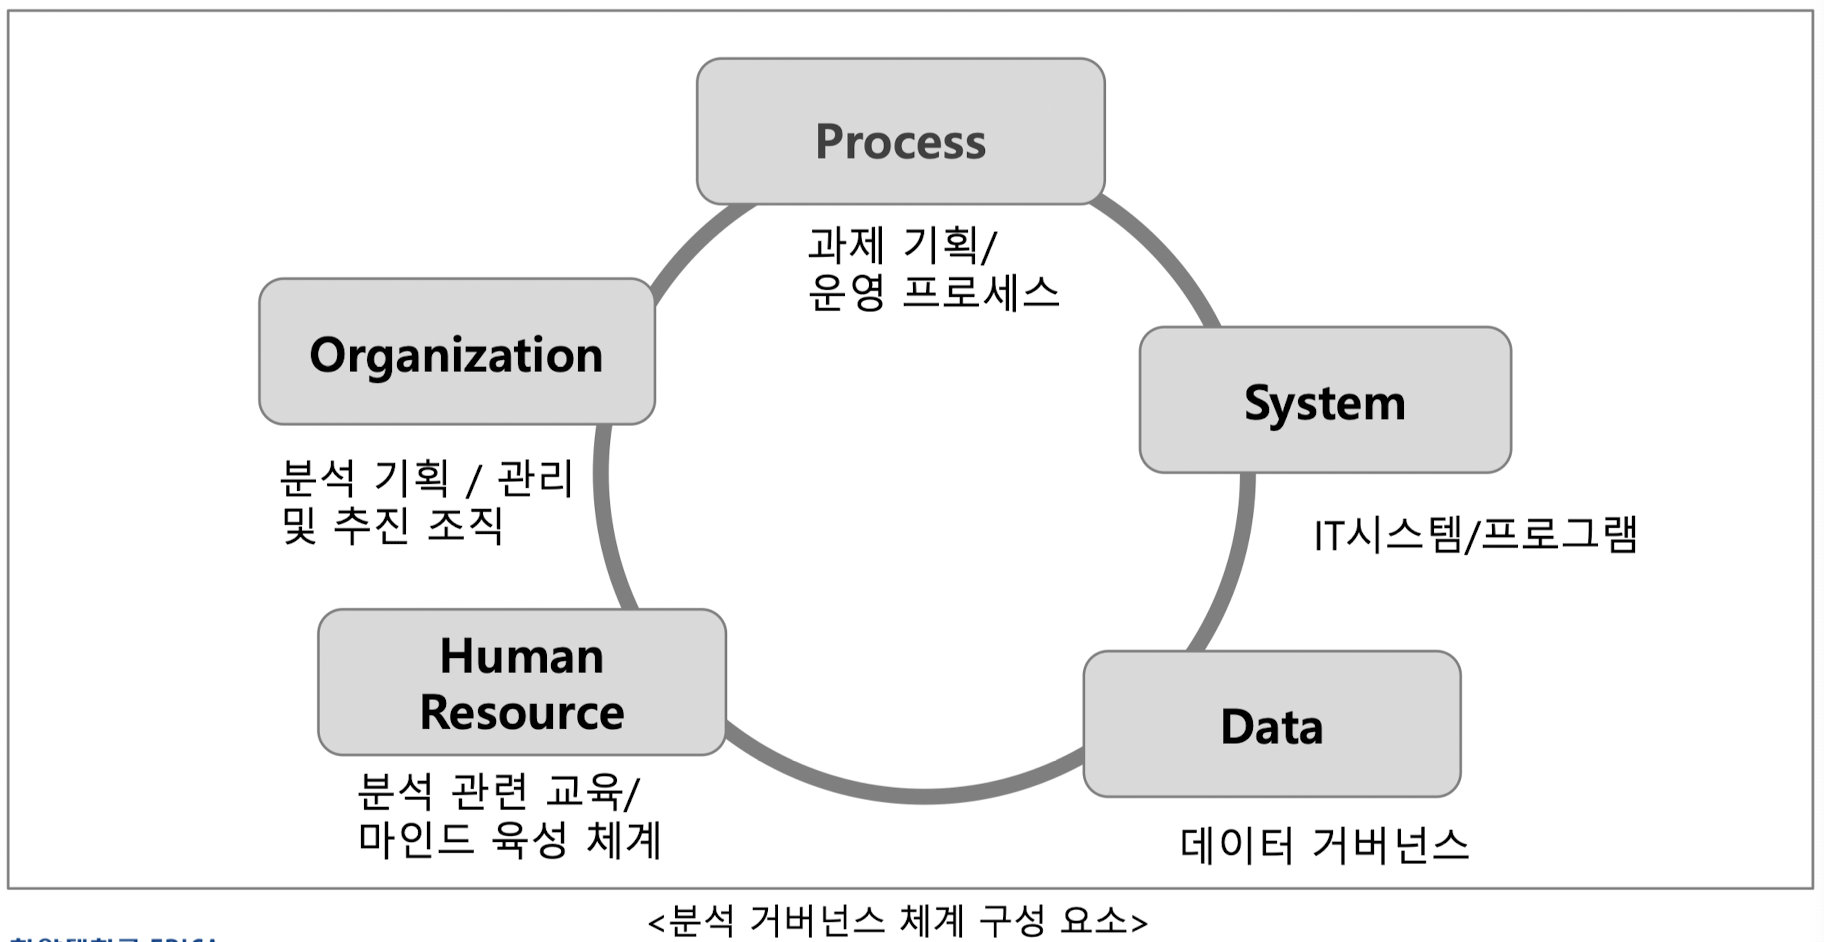 Process
과제 기획/
운영 프로세스
Organization
분석 기획 / 관리
및 추진 조직
System
IT시스템/프로그램
Human
Resource
분석 관련 교육/
마인드 육성 체계
Data
데이터 거버넌스
<분석 거버넌스 체계 구성 요소>